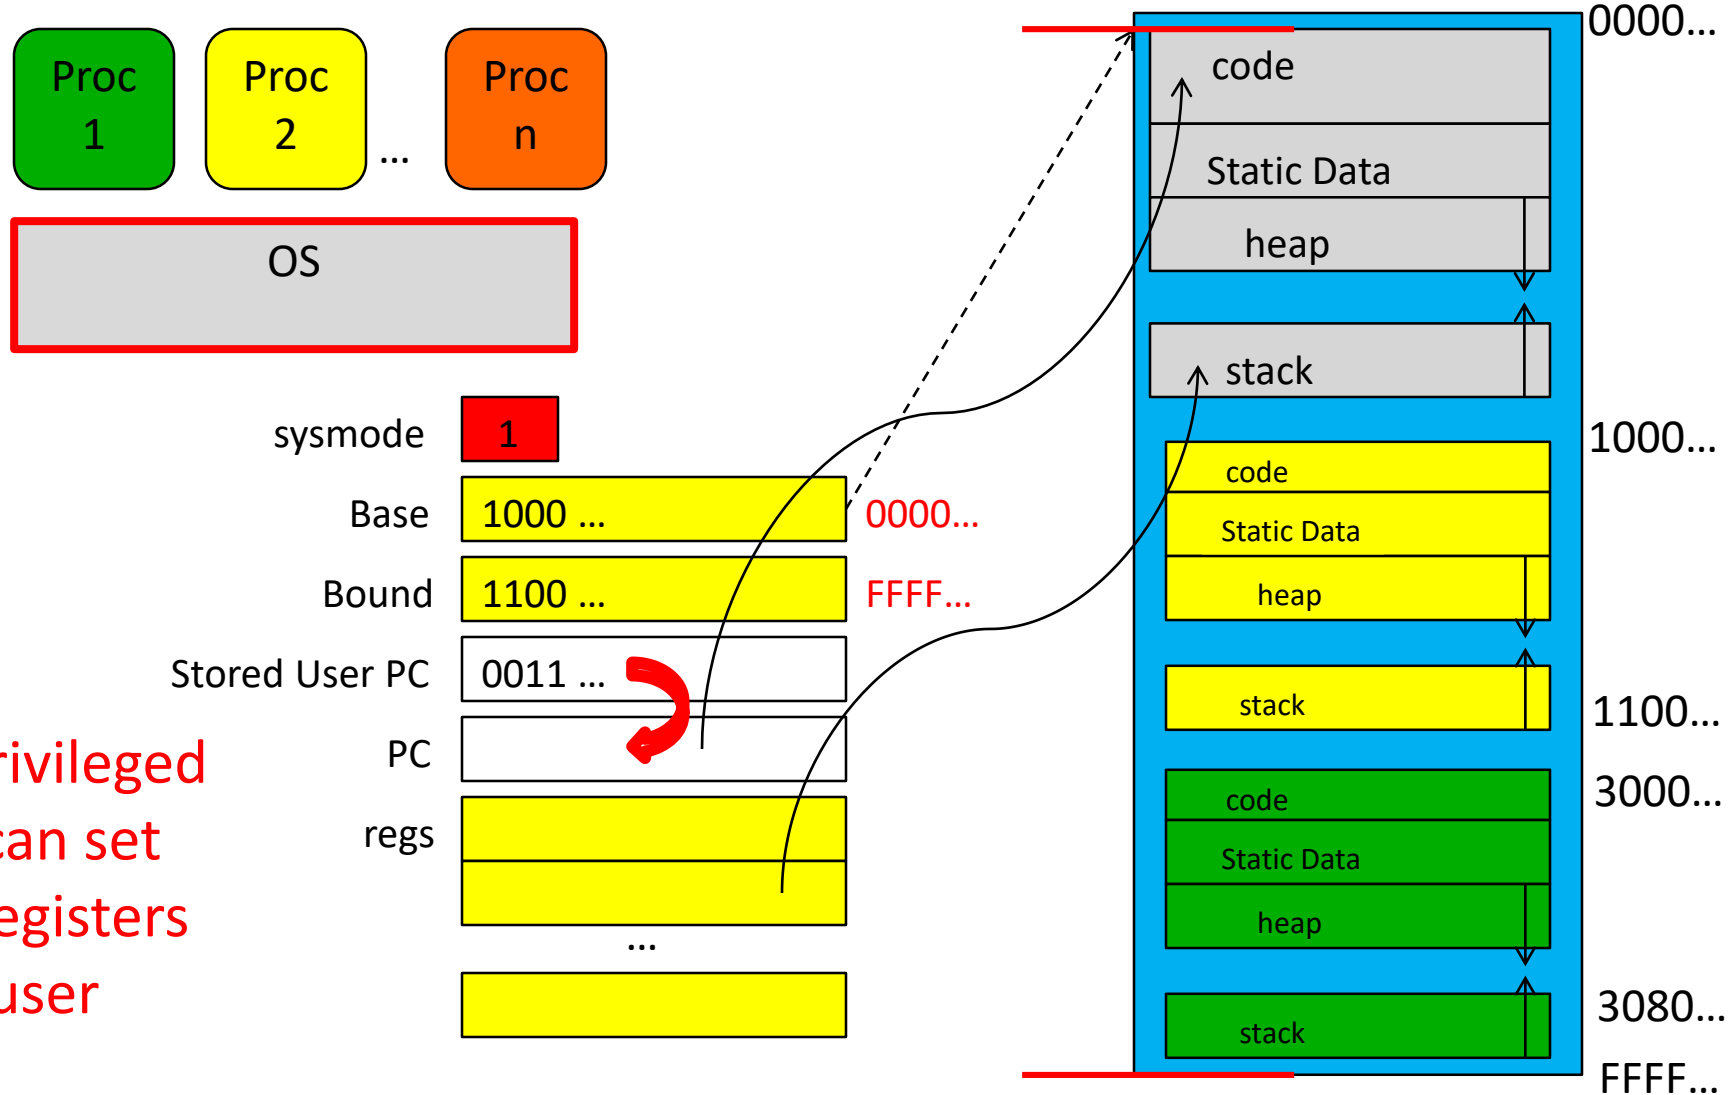 Proc
1
Proc
2
...
Proc
n
OS
sysmode
1
Base
1000 ...
0000...
Bound
1100 ...
FFFF...
Stored User PC
0011 ...
PC
regs
...
rivileged
can set
egisters
user
code
Static Data
heap
stack
code
Static Data
heap
stack
code
Static Data
heap
stack
0000...
1000...
1100...
3000...
3080...
FFFF...